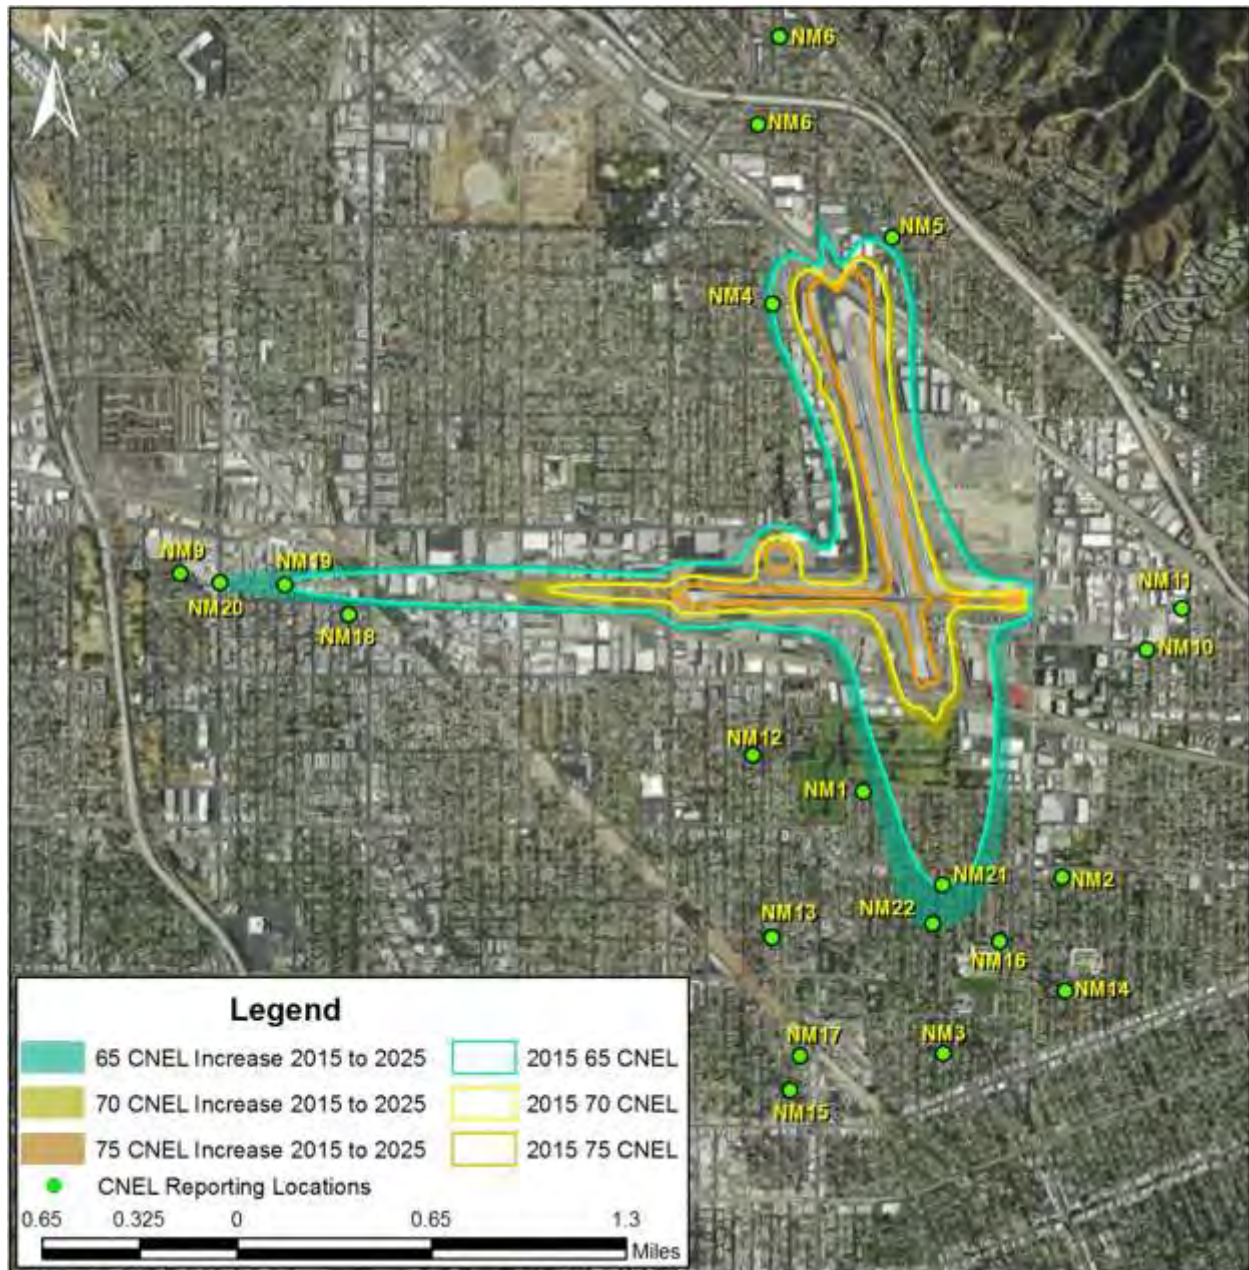 N
NM6
NM6
NM5
NM4
NM9
NM19
NM20
NM18
NM11
NM10
NM12
NM1
NM21
NM2
NM22
NM13
NM16
NM14
NM17
NM3
NM15
Legend
65 CNEL Increase 2015 to 2025
2015 65 CNEL
70 CNEL Increase 2015 to 2025
2015 70 CNEL
75 CNEL Increase 2015 to 2025
2015 75 CNEL
CNEL Reporting Locations
0.65 0.325 0 0.65 1.3
Miles